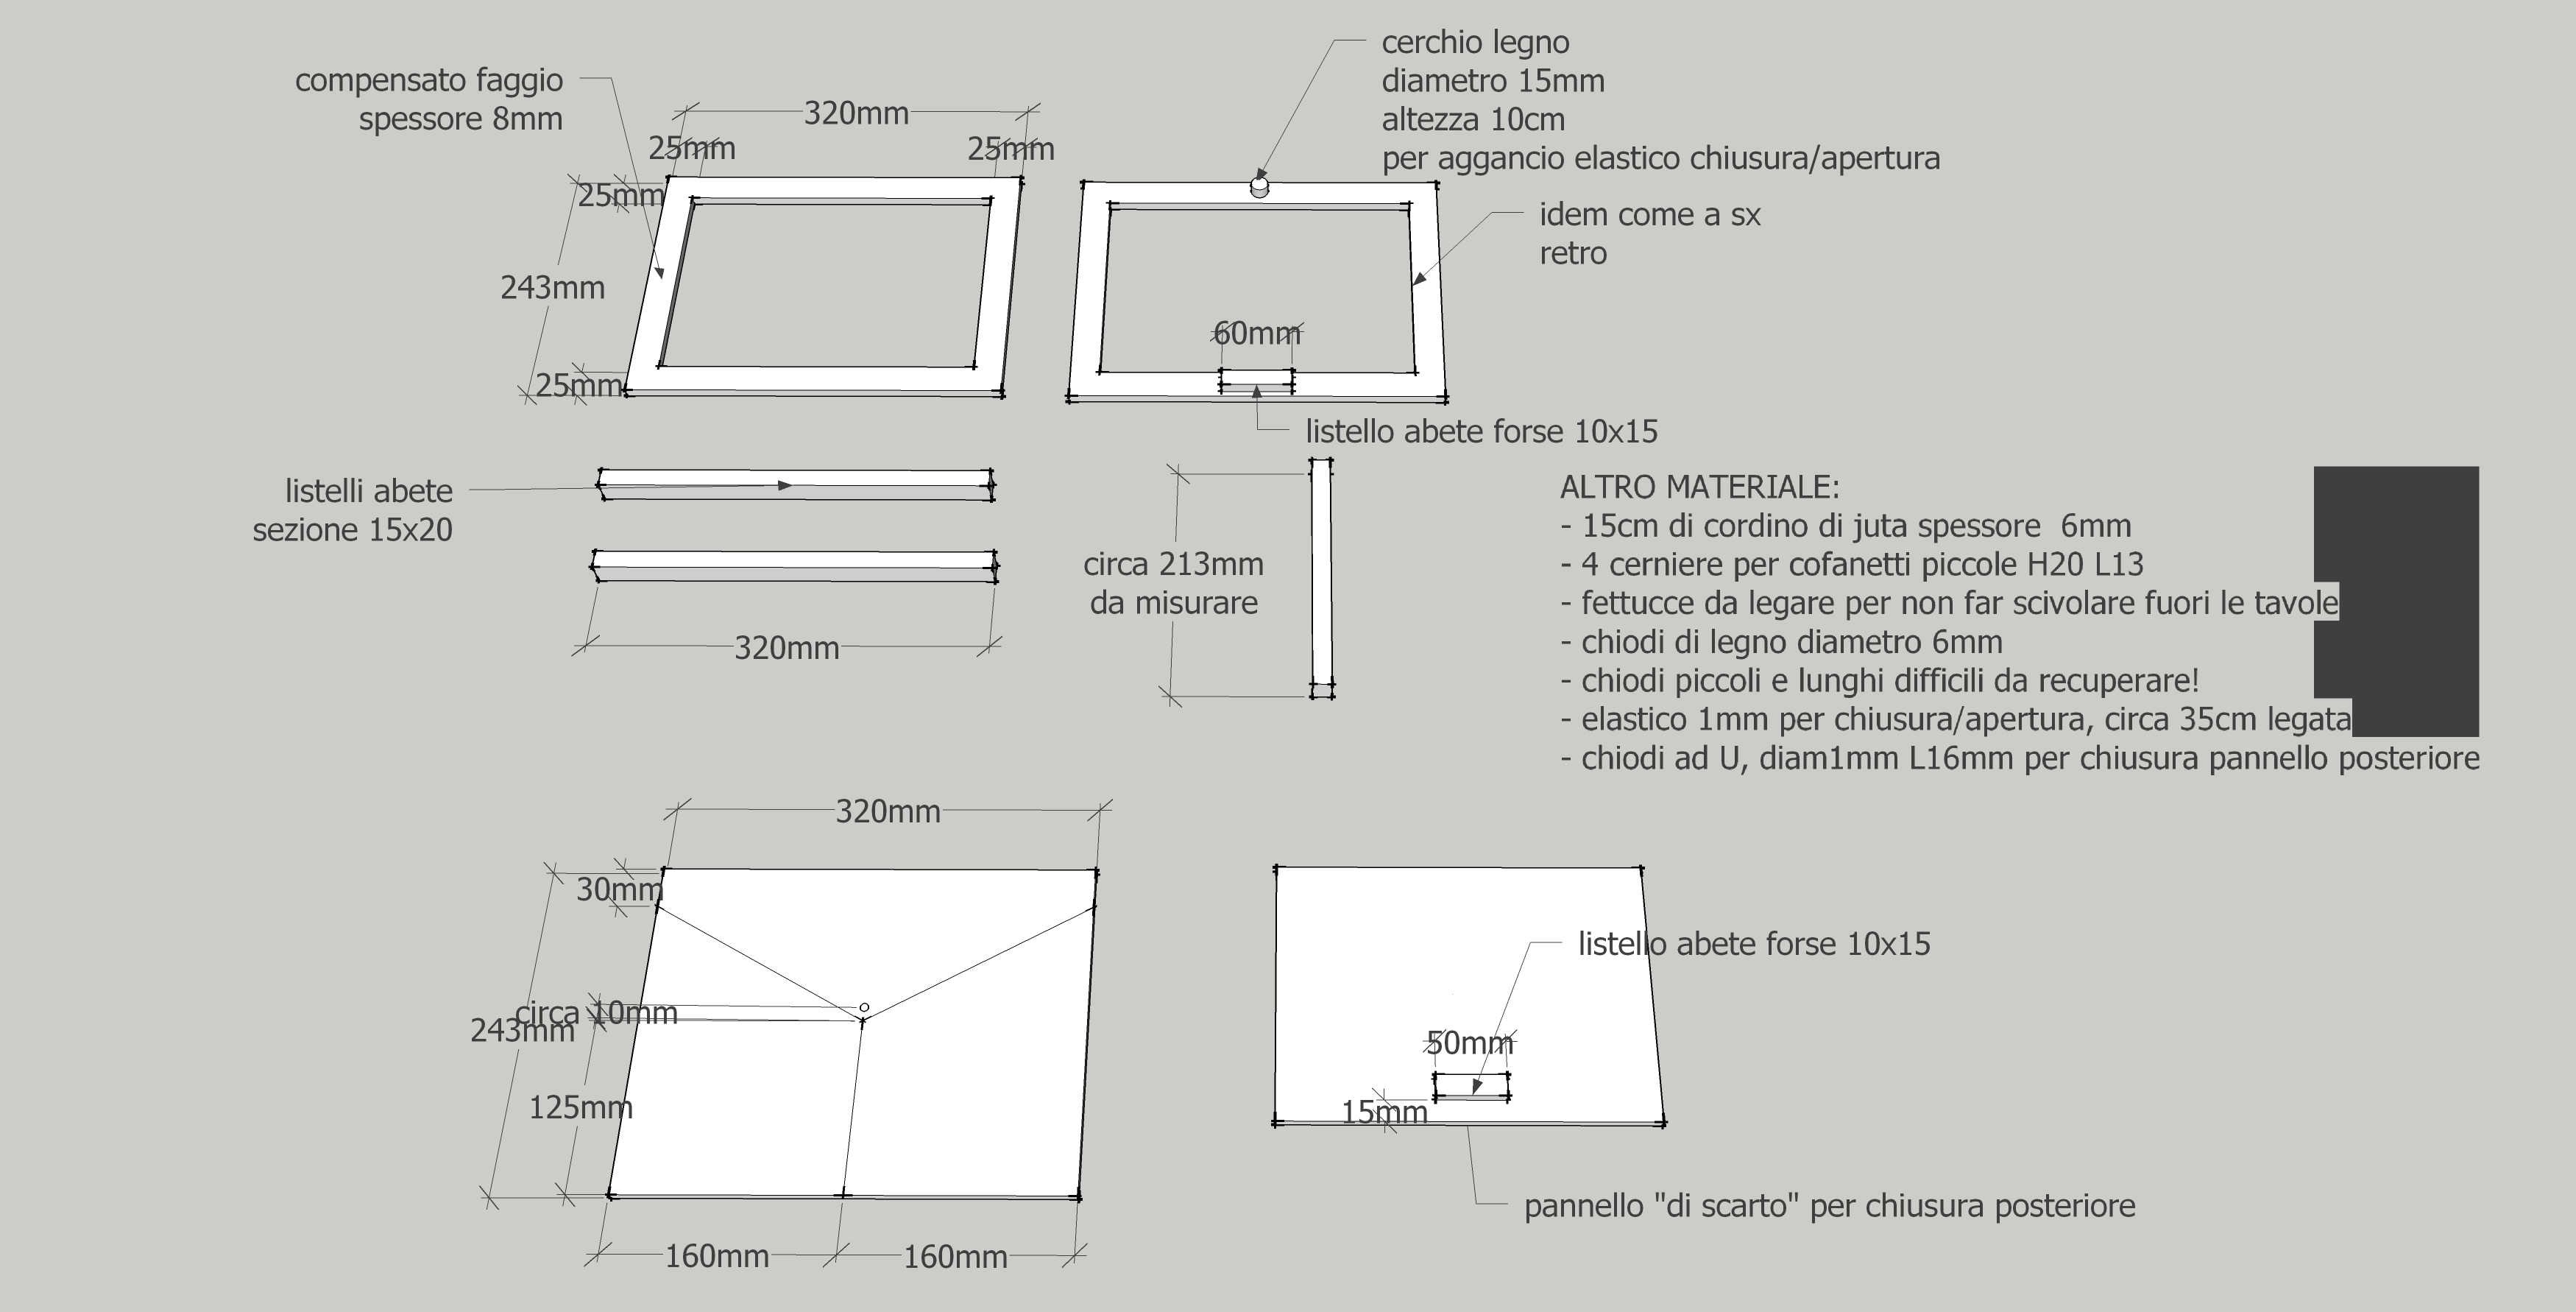 cerchio legno
diametro 15mm
altezza 10cm
per aggancio elastico chiusura/apertura
compensato faggio
spessore 8mm
320mm
25mm
25mm
25mm
243mm
25mm
idem come a sx
retro
60mm
listello abete forse 10x15
listelli abete
sezione 15x20
320mm
circa 213mm
da misurare
ALTRO MATERIALE:
- 15cm di cordino di juta spessore  6mm
- 4 cerniere per cofanetti piccole H20 L13
- fettucce da legare per non far scivolare fuori le tavole
- chiodi di legno diametro 6mm
- chiodi piccoli e lunghi difficili da recuperare!
- elastico 1mm per chiusura/apertura, circa 35cm legata
- chiodi ad U, diam1mm L16mm per chiusura pannello posteriore
320mm
30mm
circa 10mm
243mm
125mm
160mm
160mm
listello abete forse 10x15
50mm
15mm
pannello "di scarto" per chiusura posteriore